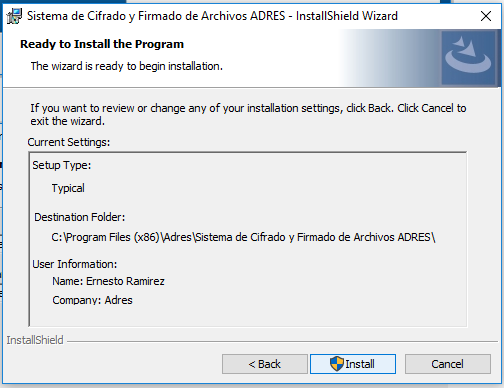 Sistema de Cifrado y Firmado de Archivos ADRES - InstallShield Wizard
Ready to Install the Program
The wizard is ready to begin installation.
If you want to review or change any of your installation settings, click Back. Click Cancel to
exit the wizard.
Current Settings:
Setup Type:
Typical
Destination Folder:
C:\Program Files (x86)\Adres\Sistema de Cifrado y Firmado de Archivos ADRES\
User Information:
Name: Ernesto Ramirez
Company: Adres
InstallShield
< Back
Install
Cancel